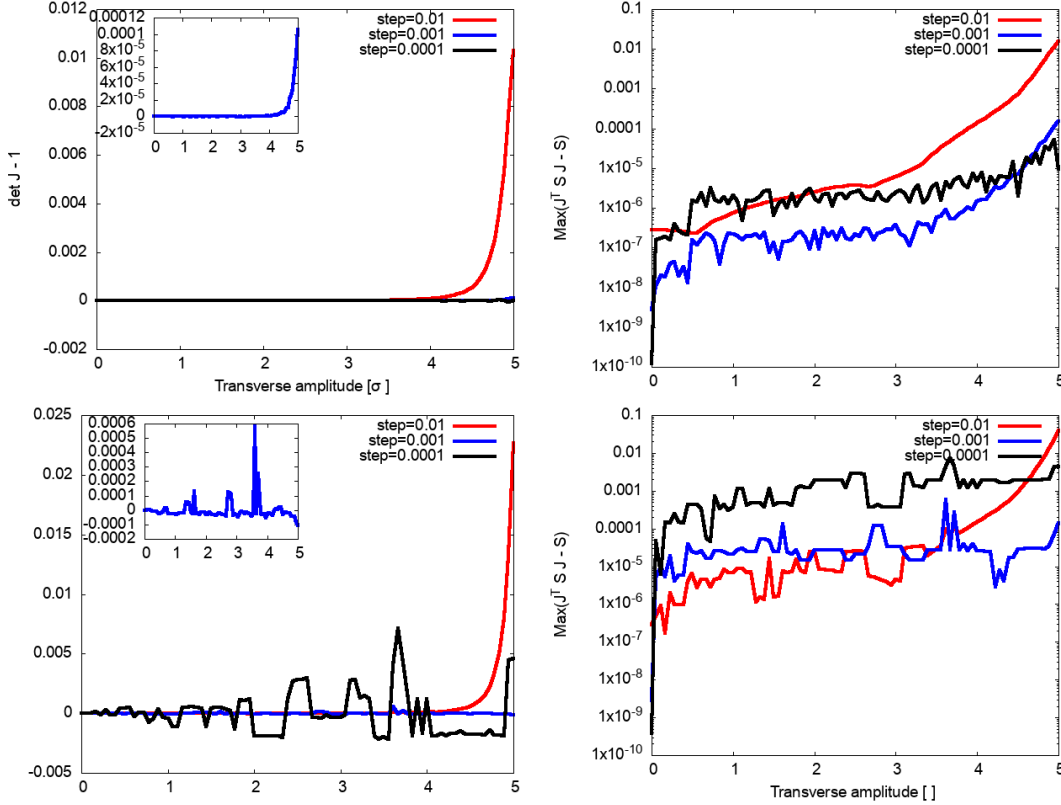 0.012
0.01
0.008
0.006
0.004
0.002
0
-0.002
det J - 1
0.00012
0.0001
8x10-5
6x10-5
4x10-5
2x10-5
0
-2x10-5
0 1 2 3 4 5
step=0.01
step=0.001
step=0.0001
0 1 2 3 4 5
Transverse amplitude [σ ]
0.1
0.01
0.001
0.0001
1x10-5
1x10-6
1x10-7
1x10-8
1x10-9
1x10-10
Max(JT S J - S)
step=0.01
step=0.001
step=0.0001
0 1 2 3 4 5
0.025
0.02
0.015
0.01
0.005
0
-0.005
0.0006
0.0005
0.0004
0.0003
0.0002
0.0001
0
-0.0001
-0.0002
0 1 2 3 4 5
step=0.01
step=0.001
step=0.0001
0 1 2 3 4 5
0.1
0.01
0.001
0.0001
1x10-5
1x10-6
1x10-7
1x10-8
1x10-9
1x10-10
Max(JT S J - S)
step=0.01
step=0.001
step=0.0001
0 1 2 3 4 5
Transverse amplitude [ ]